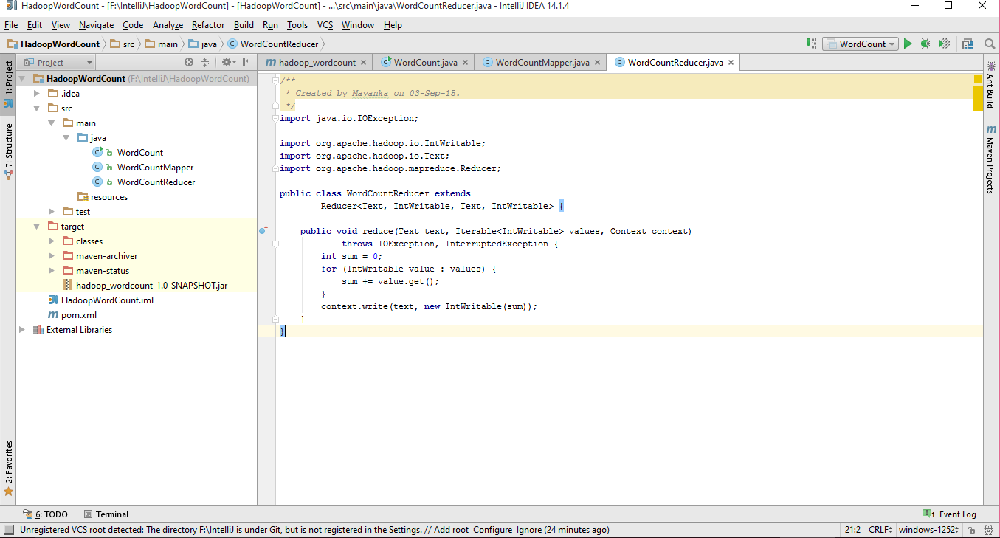 HadoopWordCount - [F:\IntelliJ\HadoopWordCount] - [HadoopWordCount] - ...\src\main\java\WordCountReducer.java - IntelliJ IDEA 14.1.4
File Edit View Navigate Code Analyze Refactor Build Run Tools VCS Window Help
HadoopWordCount src main java WordCountReducer
WordCount
1: Project
7: Structure
2: Favorites
Project
HadoopWordCount (F:\IntelliJ\HadoopWordCount)
.idea
src
main
java
WordCount
WordCountMapper
WordCountReducer
resources
test
target
classes
maven-archiver
maven-status
hadoop_wordcount-1.0-SNAPSHOT.jar
HadoopWordCount.iml
pom.xml
External Libraries
hadoop_wordcount WordCount.java WordCountMapper.java WordCountReducer.java
/**
 * Created by Mayanka on 03-Sep-15.
 */
import java.io.IOException;
import org.apache.hadoop.io.IntWritable;
import org.apache.hadoop.io.Text;
import org.apache.hadoop.mapreduce.Reducer;
public class WordCountReducer extends
        Reducer<Text, IntWritable, Text, IntWritable> {
    public void reduce(Text text, Iterable<IntWritable> values, Context context)
            throws IOException, InterruptedException {
        int sum = 0;
        for (IntWritable value : values) {
            sum += value.get();
        }
        context.write(text, new IntWritable(sum));
    }
}
Ant Build
Maven Projects
6: TODO Terminal 1 Event Log
Unregistered VCS root detected: The directory F:\IntelliJ is under Git, but is not registered in the Settings. // Add root Configure Ignore (24 minutes ago) 21:2 CRLF windows-1252